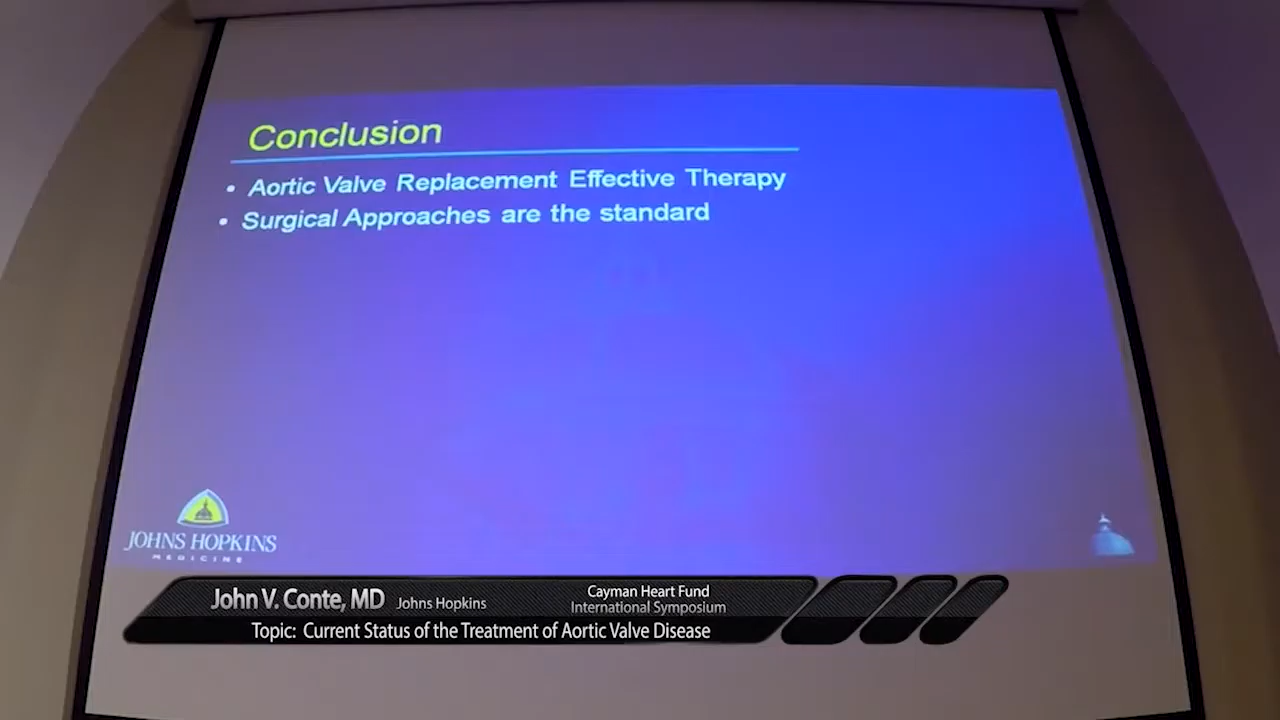 Conclusion
• Aortic Valve Replacement Effective Therapy
• Surgical Approaches are the standard
JOHNS HOPKINS
MEDICINE
John V. Conte, MD Johns Hopkins
Cayman Heart Fund
International Symposium
Topic: Current Status of the Treatment of Aortic Valve Disease